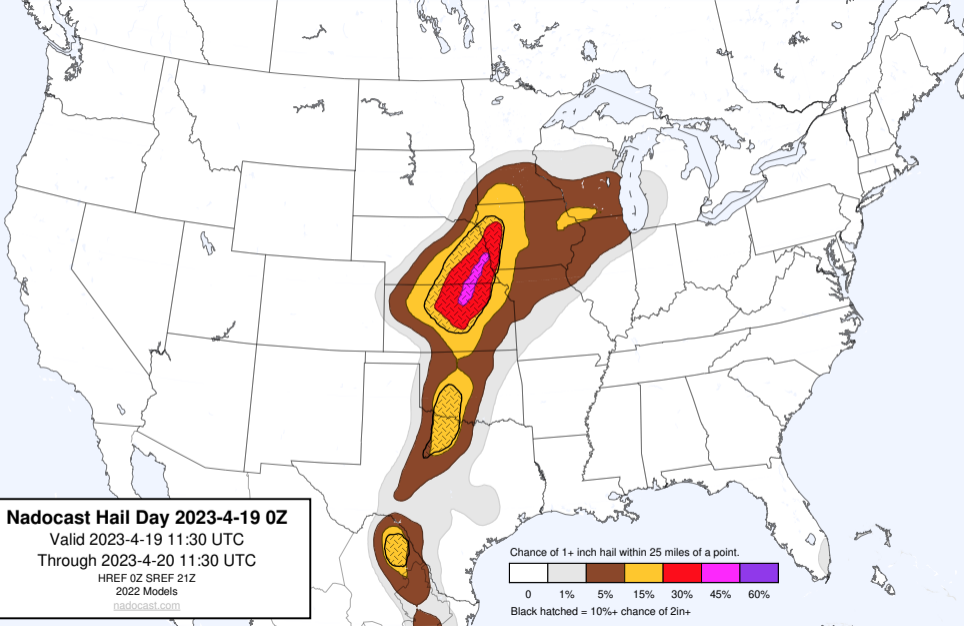 Nadocast Hail Day 2023-4-19 0Z
Valid 2023-4-19 11:30 UTC
Through 2023-4-20 11:30 UTC
HREF 0Z SREF 21Z
2022 Models
nadocast.com
Chance of 1+ inch hail within 25 miles of a point.
0 1% 5% 15% 30% 45% 60%
Black hatched = 10%+ chance of 2in+